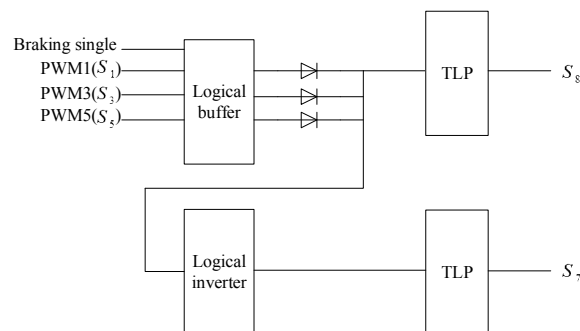 Braking single
PWM1(S₁)
PWM3(S₃)
PWM5(S₅)
Logical
buffer
TLP
S₈
Logical
inverter
TLP
S₇